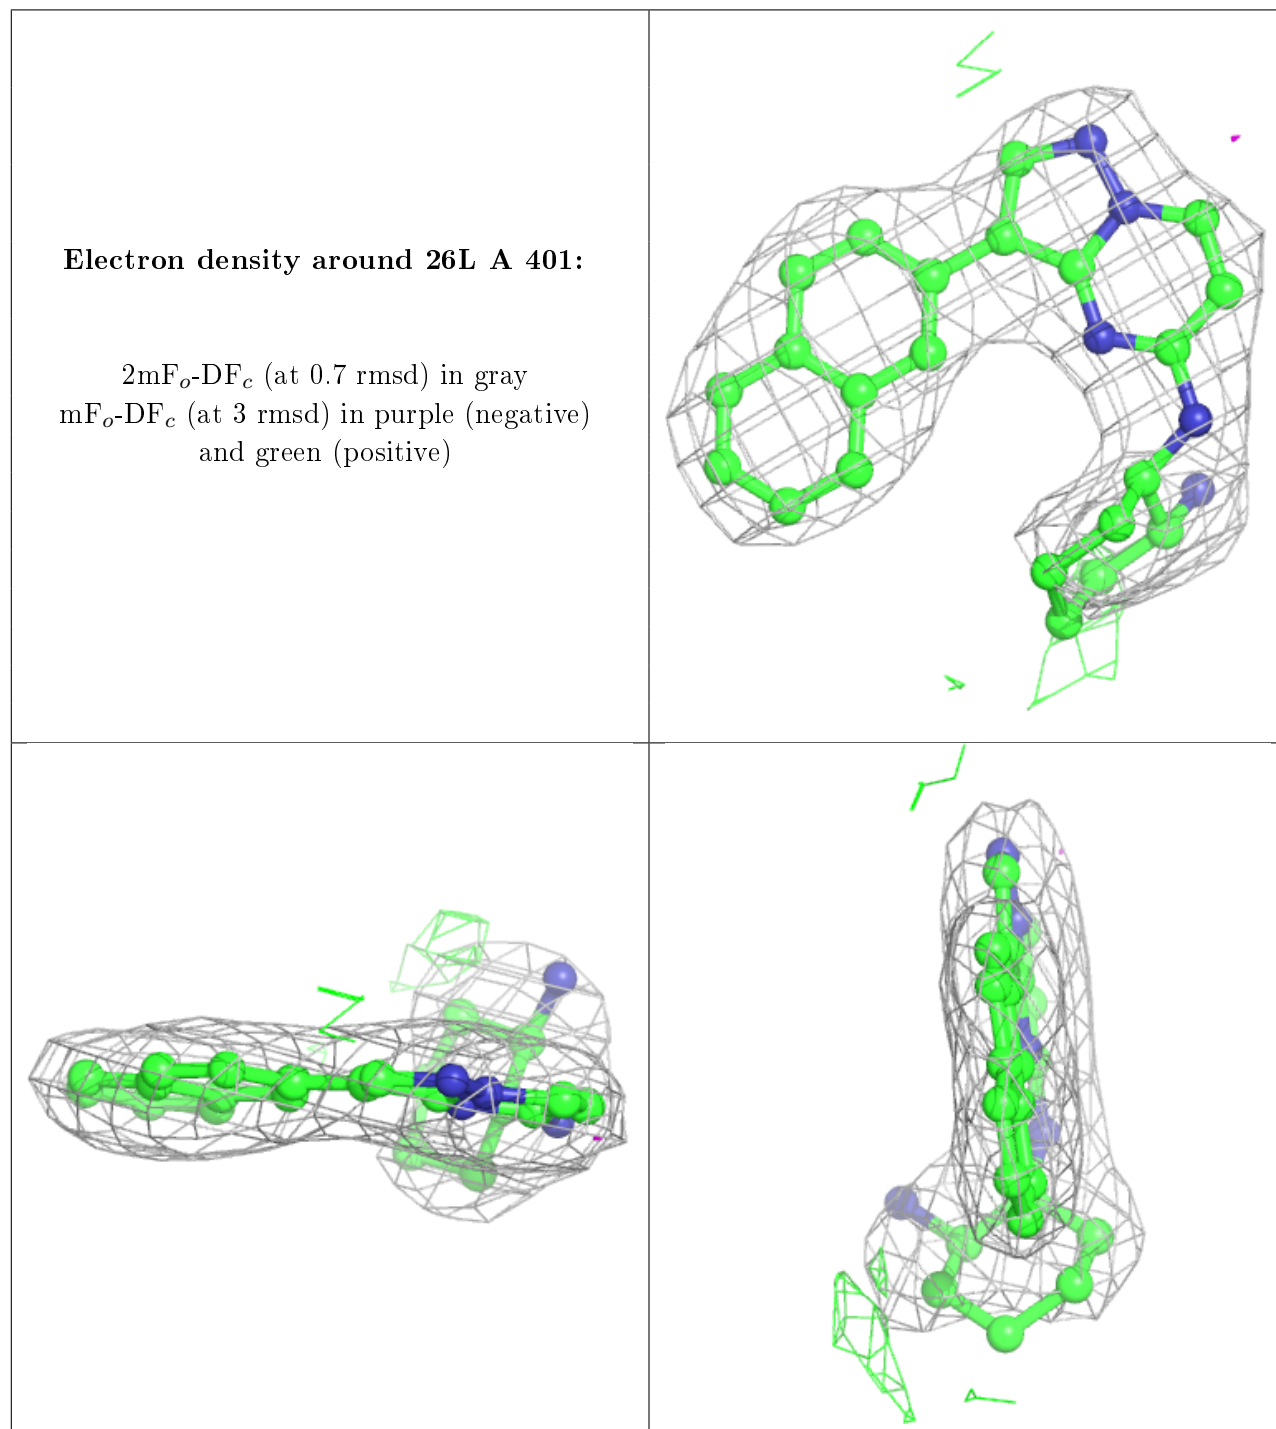 Electron density around 26L A 401:
2mFo-DFc (at 0.7 rmsd) in gray
mFo-DFc (at 3 rmsd) in purple (negative)
and green (positive)